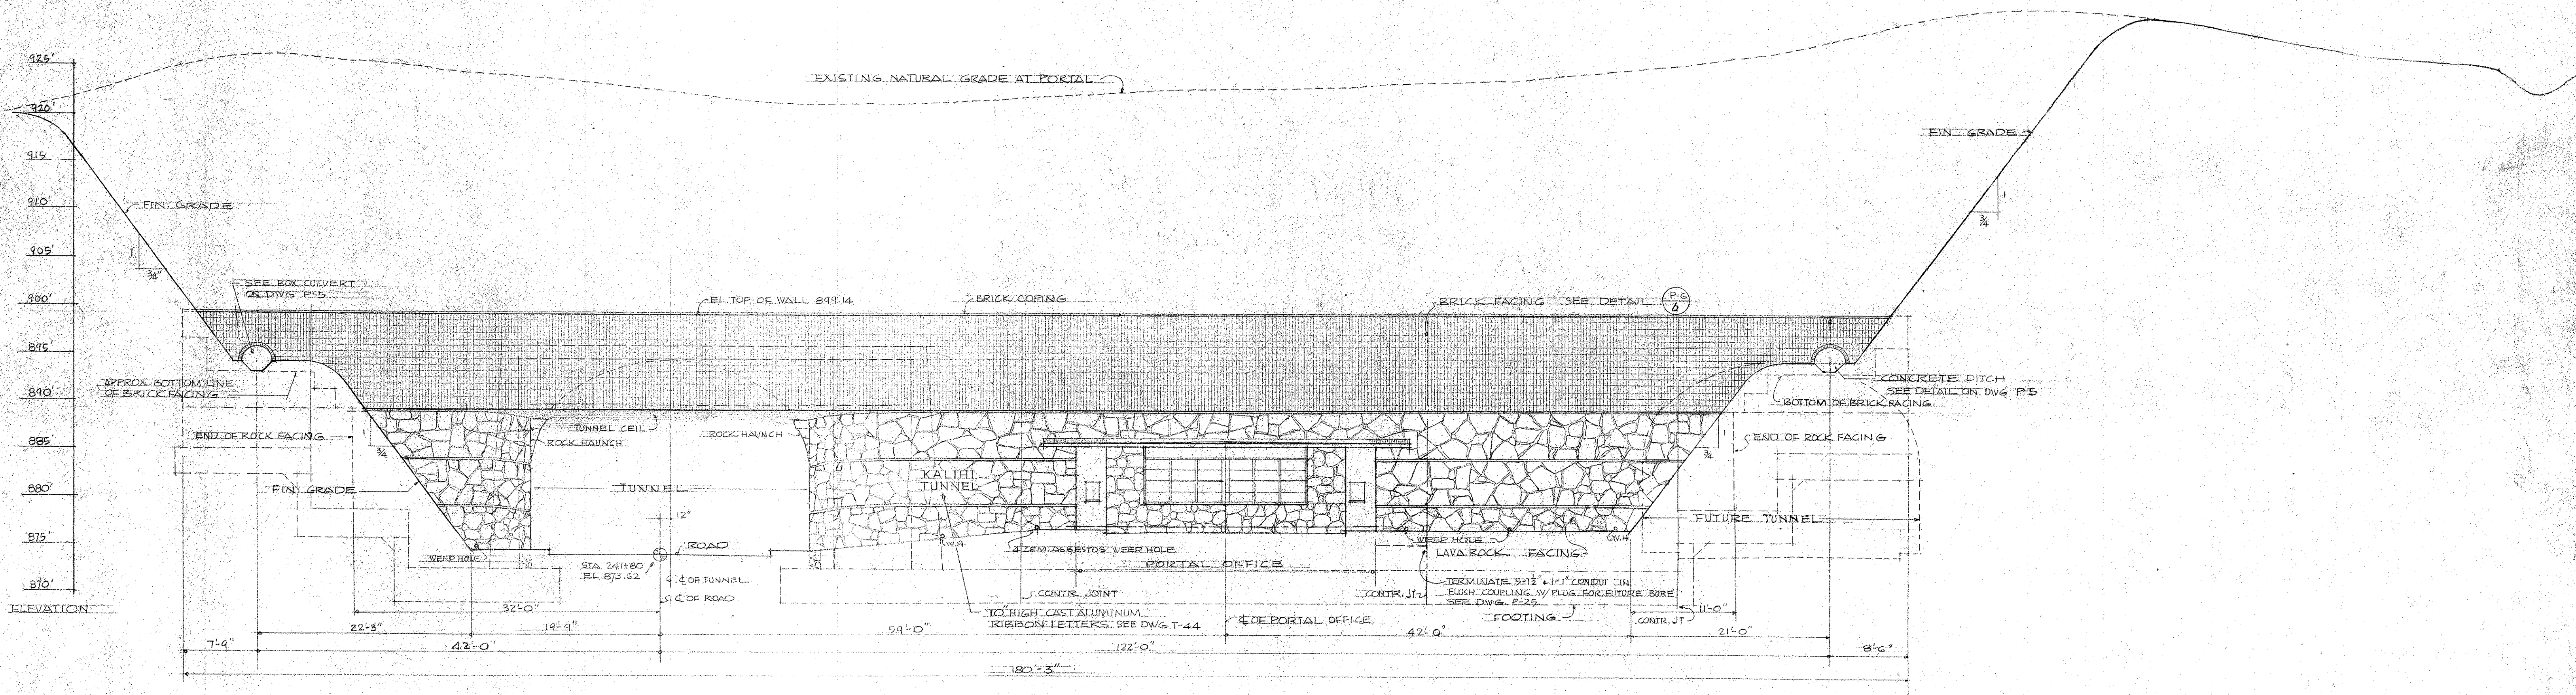 925'
920'
915'
910'
905'
900'
895'
890'
885'
880'
875'
870'
ELEVATION
EXISTING NATURAL GRADE AT PORTAL
FIN. GRADE
1
3/4
FIN. GRADE
1
3/4"
SEE BOX CULVERT
ON DWG P-5
EL. TOP OF WALL 899.14
BRICK COPING
BRICK FACING SEE DETAIL
P-6
6
APPROX BOTTOM LINE
OF BRICK FACING
CONCRETE DITCH
SEE DETAIL ON DWG P-5
BOTTOM OF BRICK FACING
END OF ROCK FACING
3/4
TUNNEL CEIL
ROCK HAUNCH
ROCK HAUNCH
END OF ROCK FACING
3/4
KALIHI
TUNNEL
FIN. GRADE
TUNNEL
12"
FUTURE TUNNEL
ROAD
WEEP HOLE
STA. 241+80
EL. 873.62
W.H.
4" CEM. ASBESTOS WEEP HOLE
WEEP HOLE
W.H.
LAVA ROCK FACING
PORTAL OFFICE
℄ OF TUNNEL
℄ OF ROAD
CONTR. JOINT
CONTR. JT
TERMINATE 3-1½" & 1-1" CONDUIT IN
FLUSH COUPLING W/ PLUG FOR FUTURE BORE
SEE DWG. P-25
10" HIGH CAST ALUMINUM
RIBBON LETTERS. SEE DWG. T-44
℄ OF PORTAL OFFICE
FOOTING
CONTR. JT
32'-0"
11'-0"
22'-3"
19'-9"
59'-0"
42'-0"
21'-0"
7'-9"
42'-0"
122'-0"
8'-6"
180'-3"